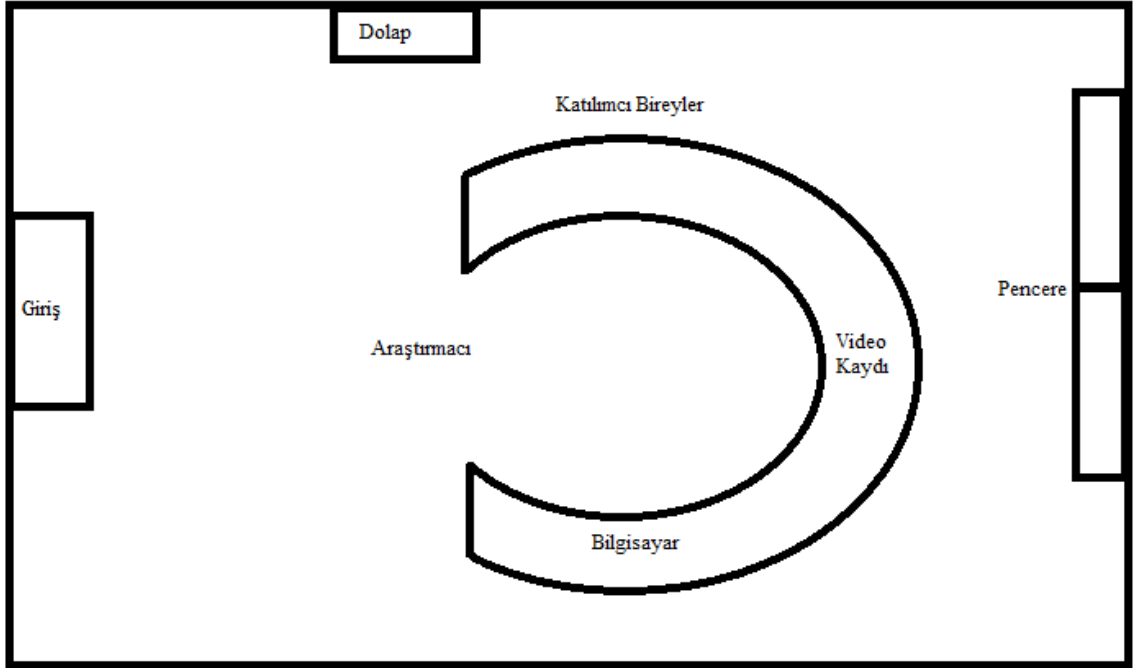 Dolap
Katılımcı Bireyler
Pencere
Giriş
Araştırmacı
Video
Kaydı
Bilgisayar